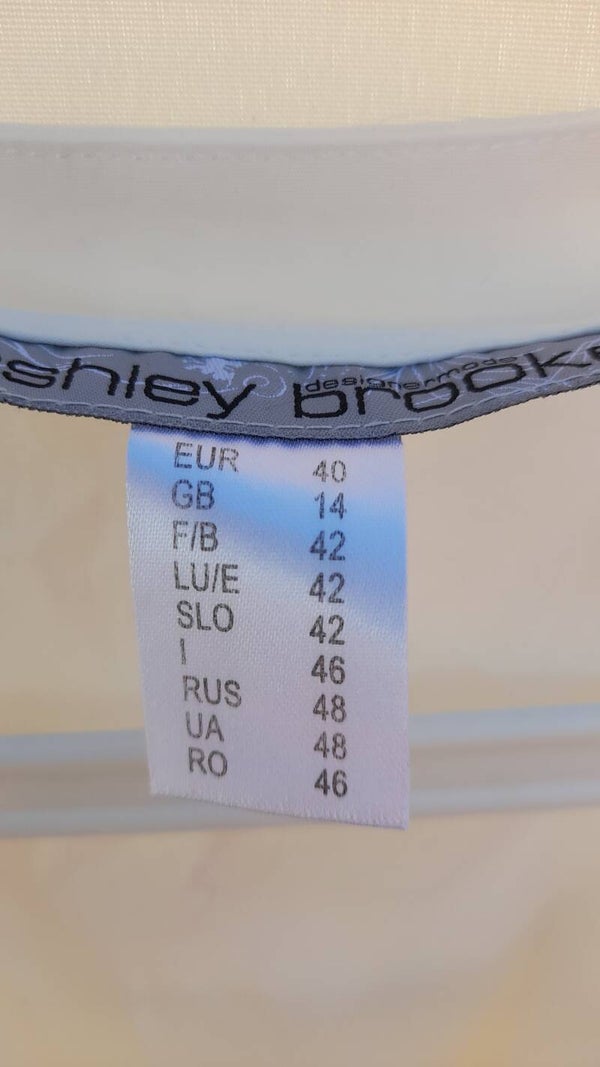 ashley brooke
designermode
EUR 40
GB 14
F/B 42
LU/E 42
SLO 42
I 46
RUS 48
UA 48
RO 46